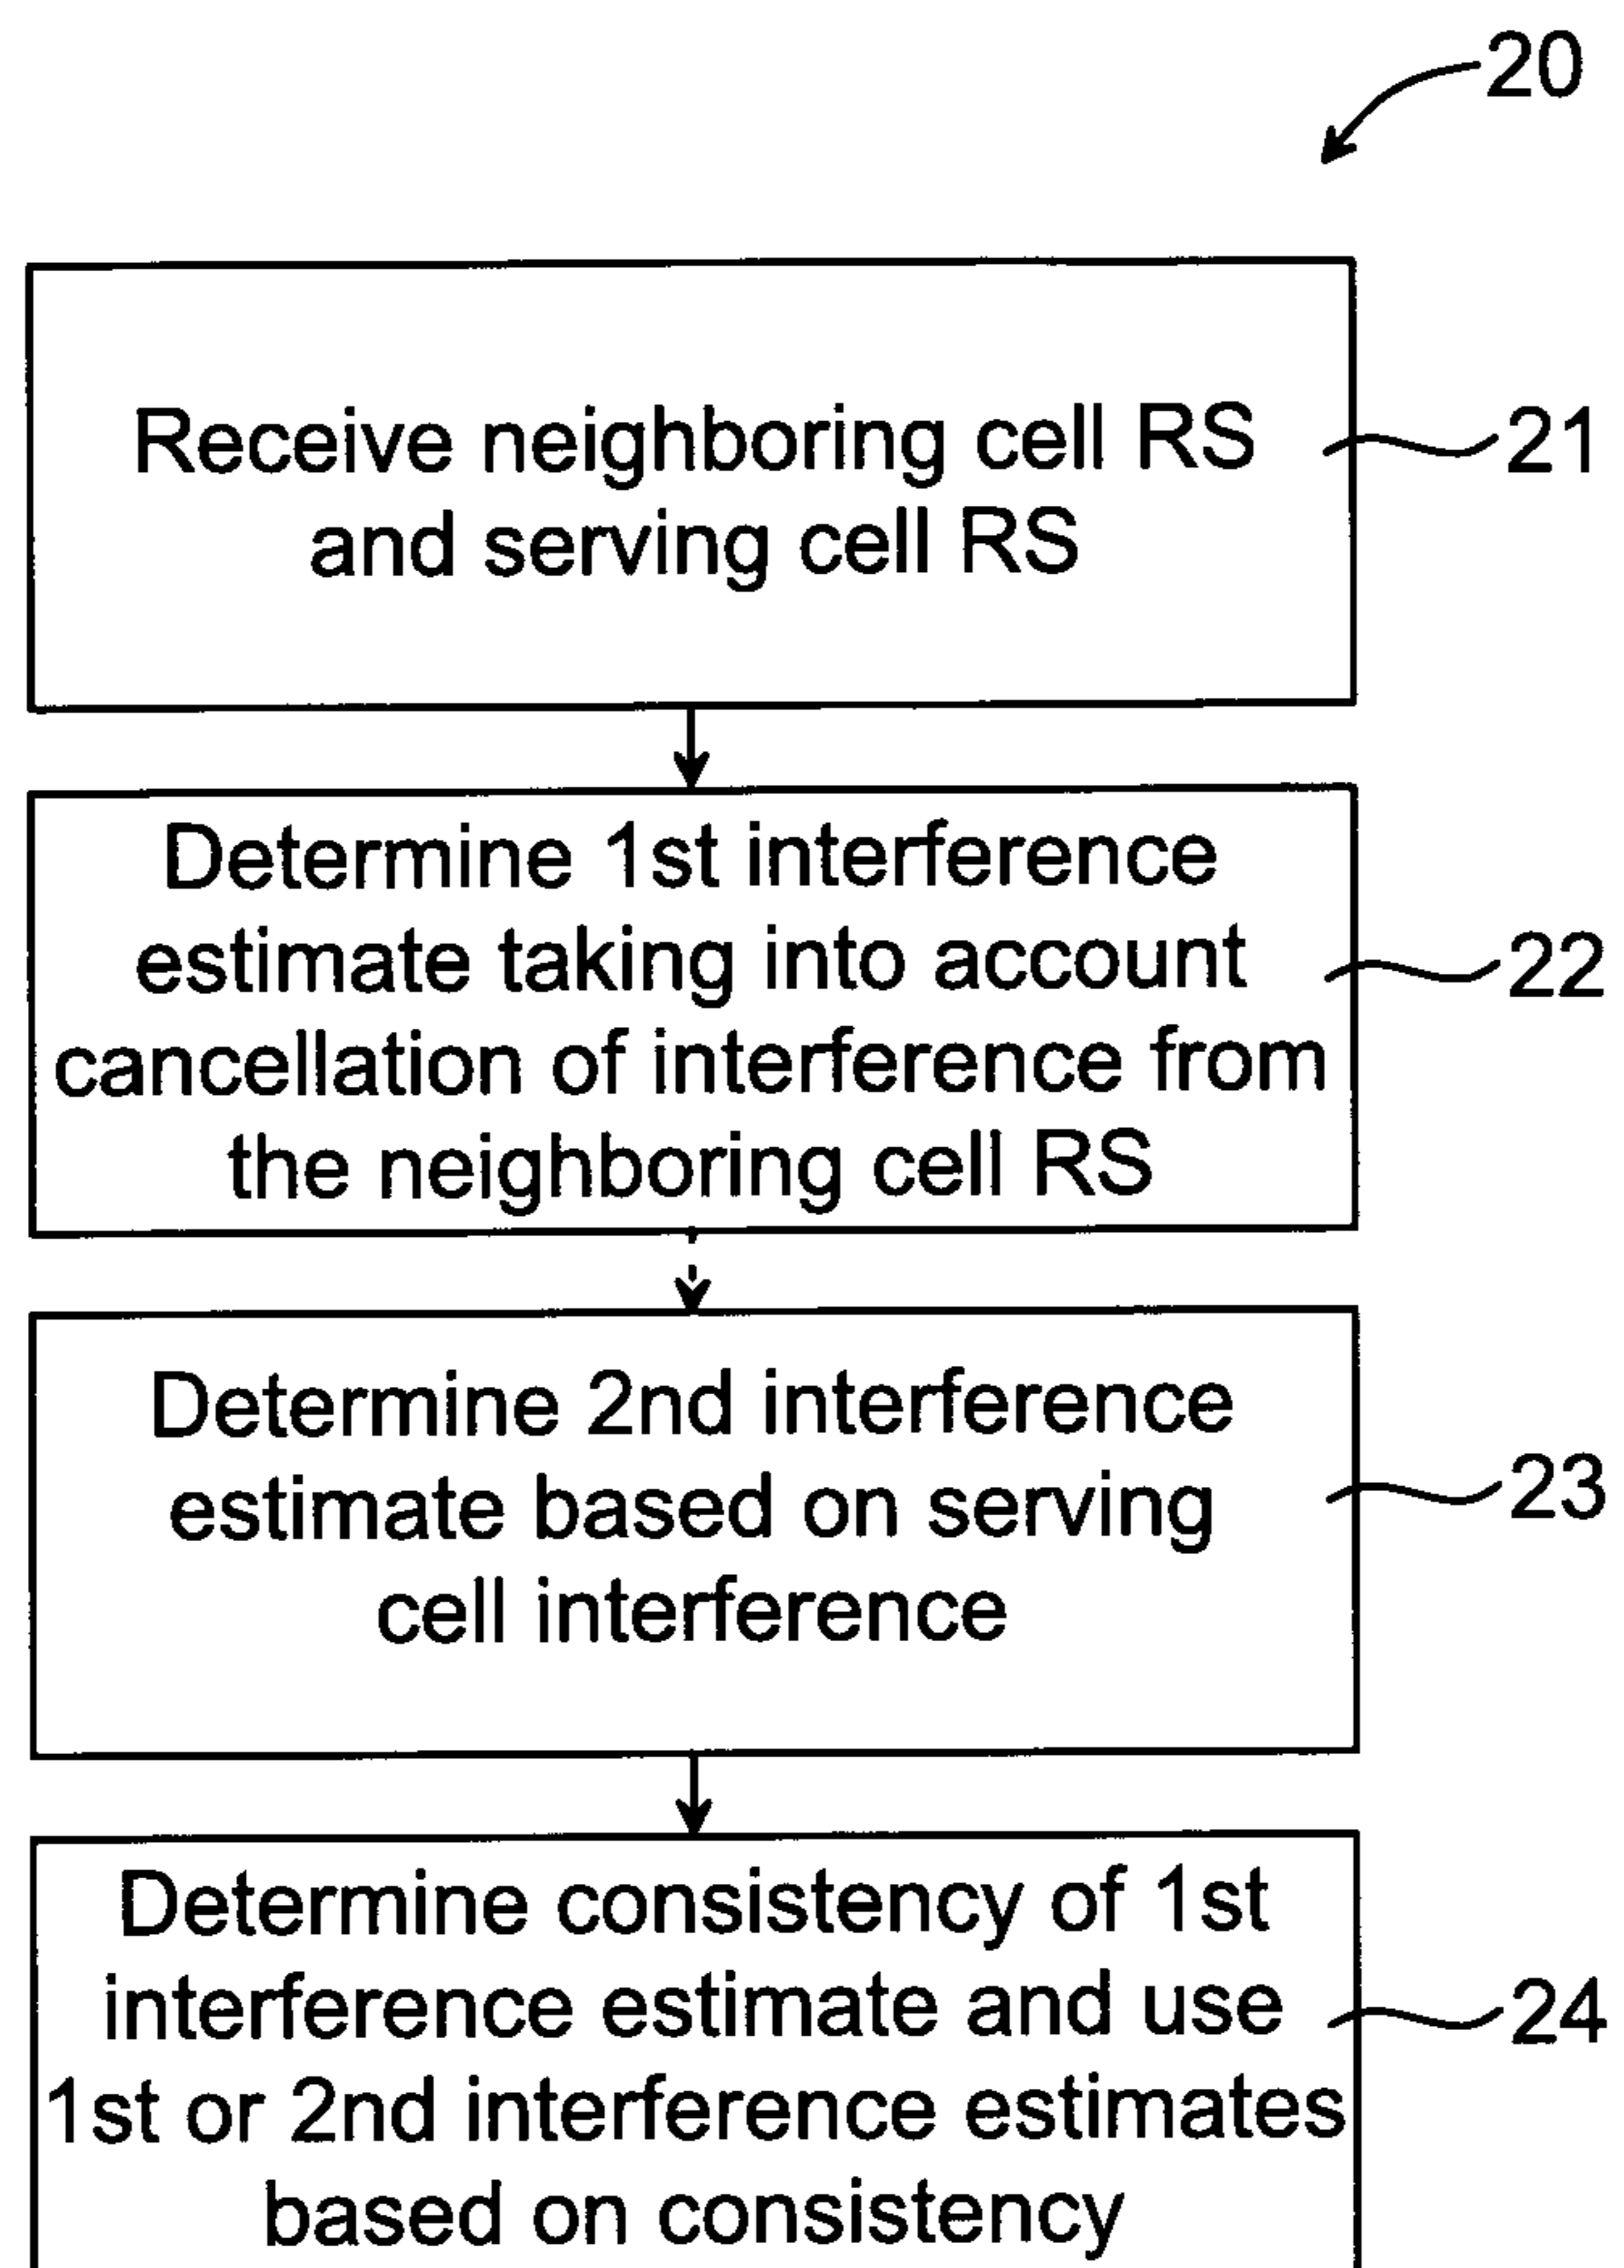 20
Receive neighboring cell RS
and serving cell RS
21
Determine 1st interference
estimate taking into account
cancellation of interference from
the neighboring cell RS
22
Determine 2nd interference
estimate based on serving
cell interference
23
Determine consistency of 1st
interference estimate and use
1st or 2nd interference estimates
based on consistency
24